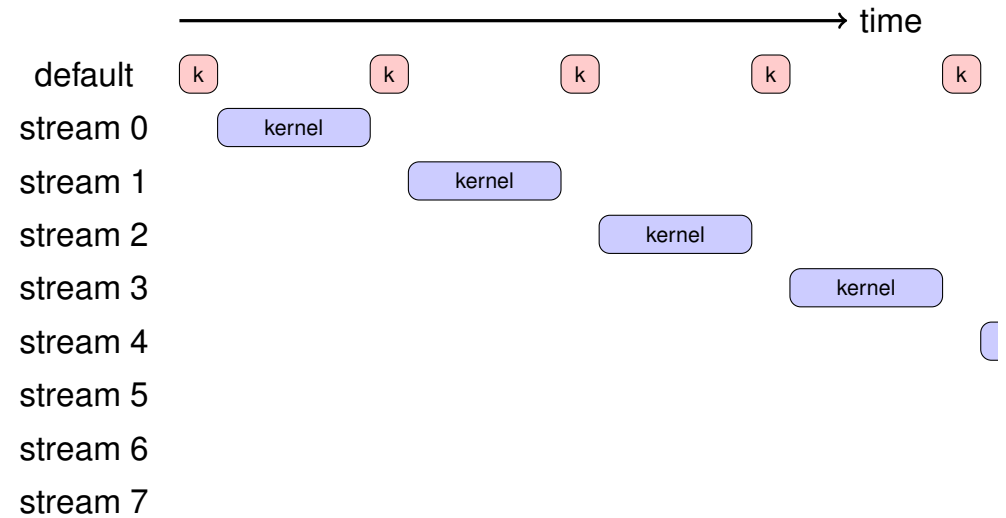 time
default k k k k k
stream 0 kernel
stream 1 kernel
stream 2 kernel
stream 3 kernel
stream 4
stream 5
stream 6
stream 7